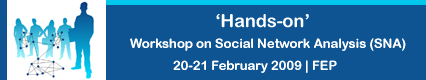 ‘Hands-on’
Workshop on Social Network Analysis (SNA)
20-21 February 2009 | FEP